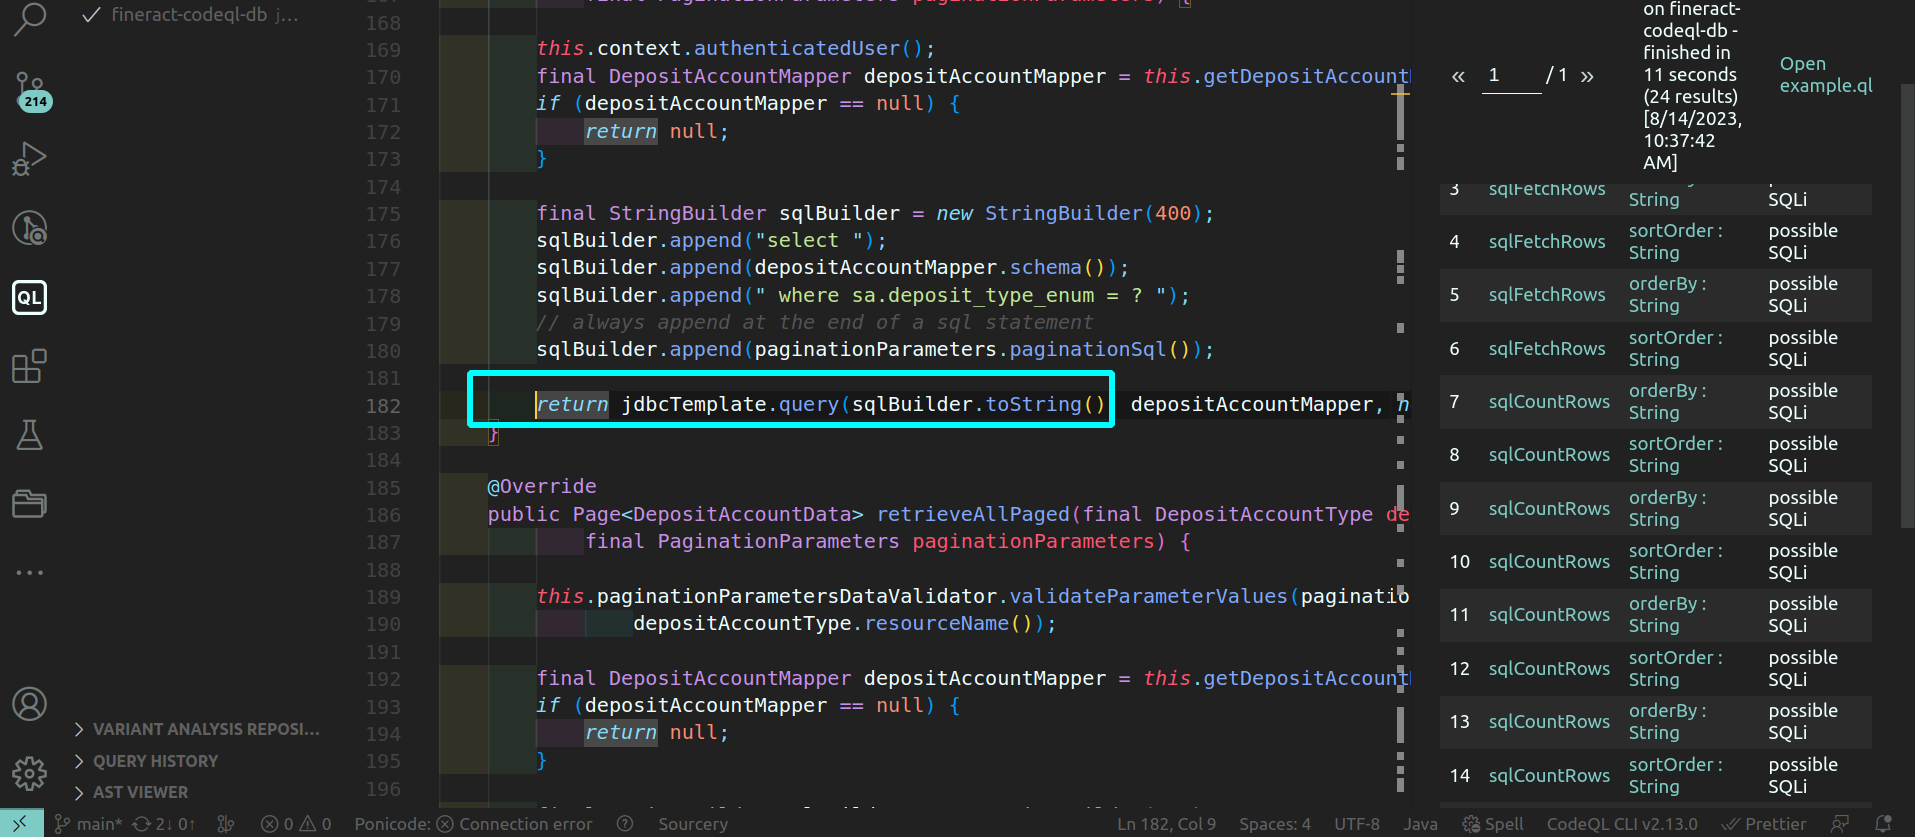 fineract-codeql-db j...
214
QL
VARIANT ANALYSIS REPOSI...
QUERY HISTORY
AST VIEWER
168
169 this.context.authenticatedUser();
170 final DepositAccountMapper depositAccountMapper = this.getDepositAccount
171 if (depositAccountMapper == null) {
172 return null;
173 }
174
175 final StringBuilder sqlBuilder = new StringBuilder(400);
176 sqlBuilder.append("select ");
177 sqlBuilder.append(depositAccountMapper.schema());
178 sqlBuilder.append(" where sa.deposit_type_enum = ? ");
179 // always append at the end of a sql statement
180 sqlBuilder.append(paginationParameters.paginationSql());
181
182 return jdbcTemplate.query(sqlBuilder.toString() depositAccountMapper, n
183 }
184
185 @Override
186 public Page<DepositAccountData> retrieveAllPaged(final DepositAccountType de
187 final PaginationParameters paginationParameters) {
188
189 this.paginationParametersDataValidator.validateParameterValues(paginatio
190 depositAccountType.resourceName());
191
192 final DepositAccountMapper depositAccountMapper = this.getDepositAccount
193 if (depositAccountMapper == null) {
194 return null;
195 }
196
« 1 / 1 »
on fineract-
codeql-db -
finished in
11 seconds
(24 results)
[8/14/2023,
10:37:42
AM]
Open
example.ql
3 sqlFetchRows String SQLi
4 sqlFetchRows sortOrder : String possible SQLi
5 sqlFetchRows orderBy : String possible SQLi
6 sqlFetchRows sortOrder : String possible SQLi
7 sqlCountRows orderBy : String possible SQLi
8 sqlCountRows sortOrder : String possible SQLi
9 sqlCountRows orderBy : String possible SQLi
10 sqlCountRows sortOrder : String possible SQLi
11 sqlCountRows orderBy : String possible SQLi
12 sqlCountRows sortOrder : String possible SQLi
13 sqlCountRows orderBy : String possible SQLi
14 sqlCountRows sortOrder : String possible SQLi
main* 2↓ 0↑ 0 0 Ponicode: Connection error Sourcery Ln 182, Col 9 Spaces: 4 UTF-8 Java Spell CodeQL CLI v2.13.0 Prettier